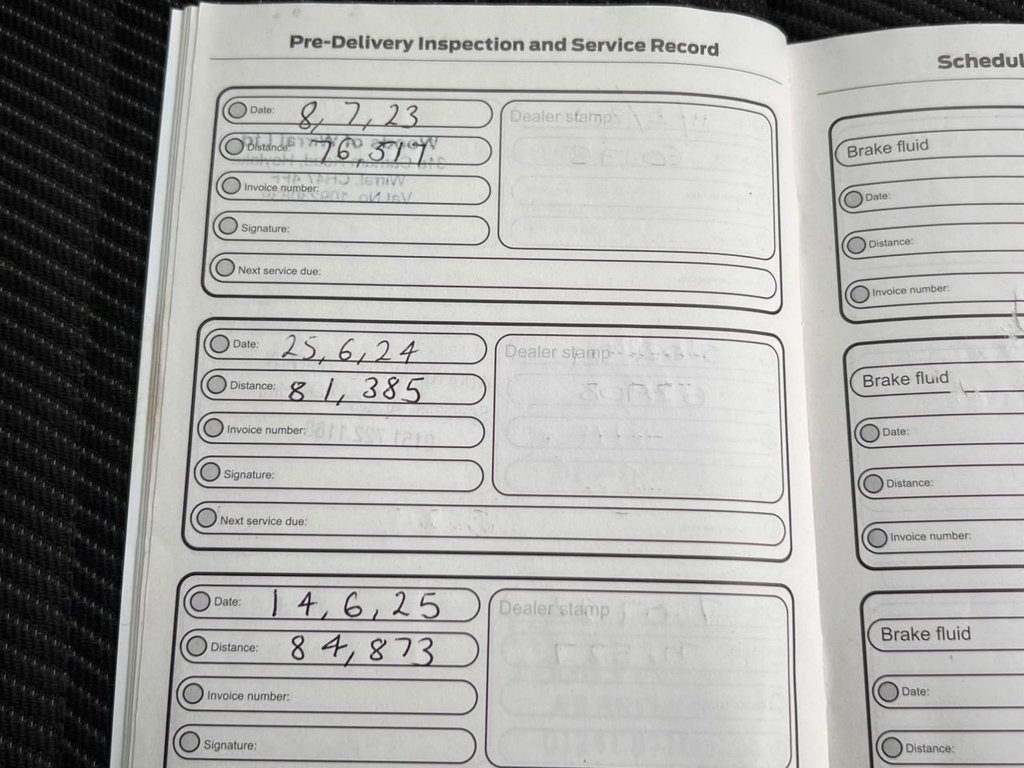 Pre-Delivery Inspection and Service Record
Date: 8, 7, 23
Dealer stamp:
Distance:
Invoice number:
Signature:
Next service due:
Date: 25, 6, 24
Dealer stamp
Distance: 81, 385
Invoice number:
Signature:
Next service due:
Date: 14, 6, 25
Dealer stamp
Distance: 84, 873
Invoice number:
Signature:
Brake fluid
Date:
Distance:
Invoice number:
Brake fluid
Date:
Distance:
Invoice number:
Brake fluid
Date:
Distance: